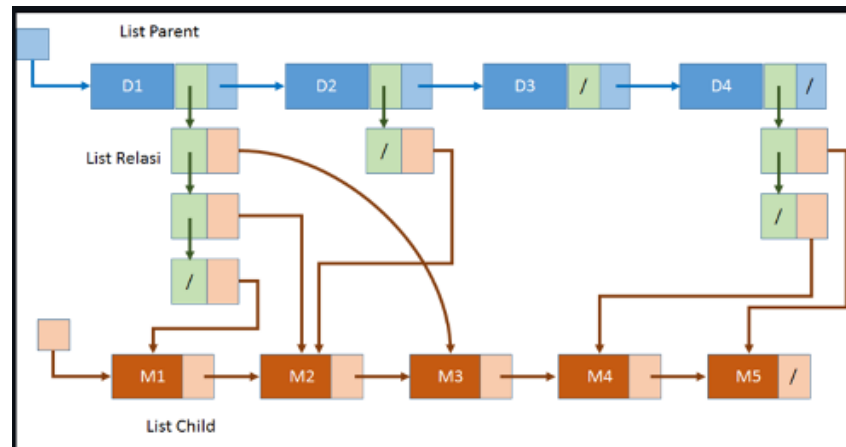 List Parent
D1 D2 D3 / D4 /
List Relasi /
/
/
M1 M2 M3 M4 M5 /
List Child